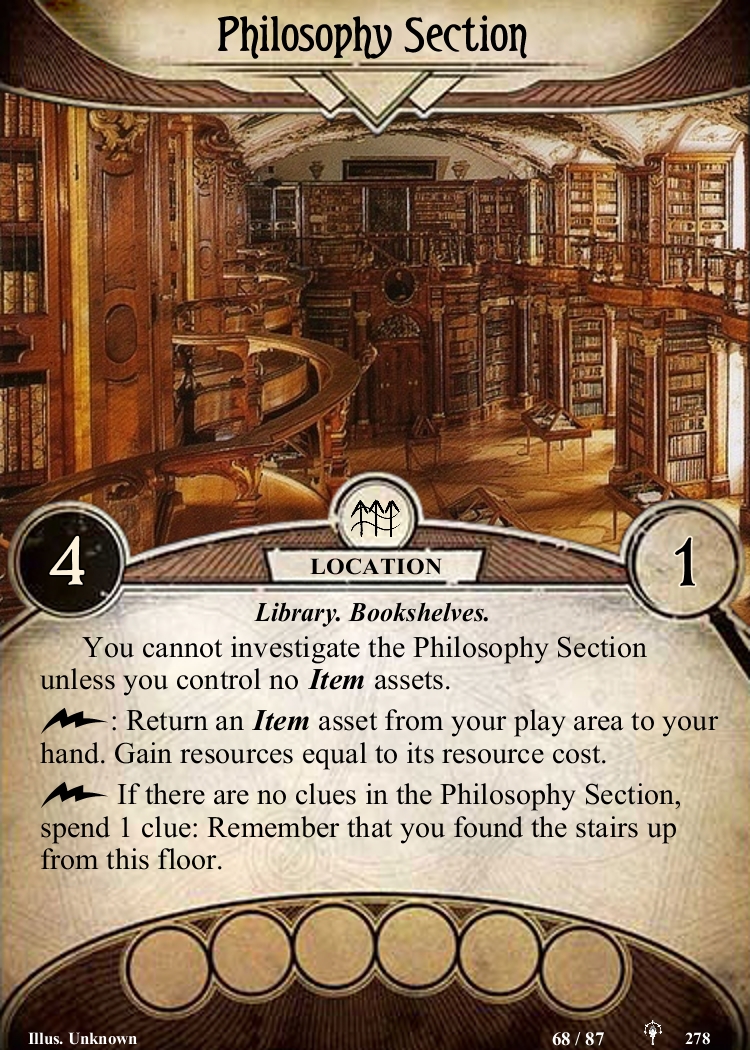 Philosophy Section
4
LOCATION
1
Library. Bookshelves.
You cannot investigate the Philosophy Section
unless you control no Item assets.
: Return an Item asset from your play area to your
hand. Gain resources equal to its resource cost.
If there are no clues in the Philosophy Section,
spend 1 clue: Remember that you found the stairs up
from this floor.
Illus. Unknown
68 / 87
278